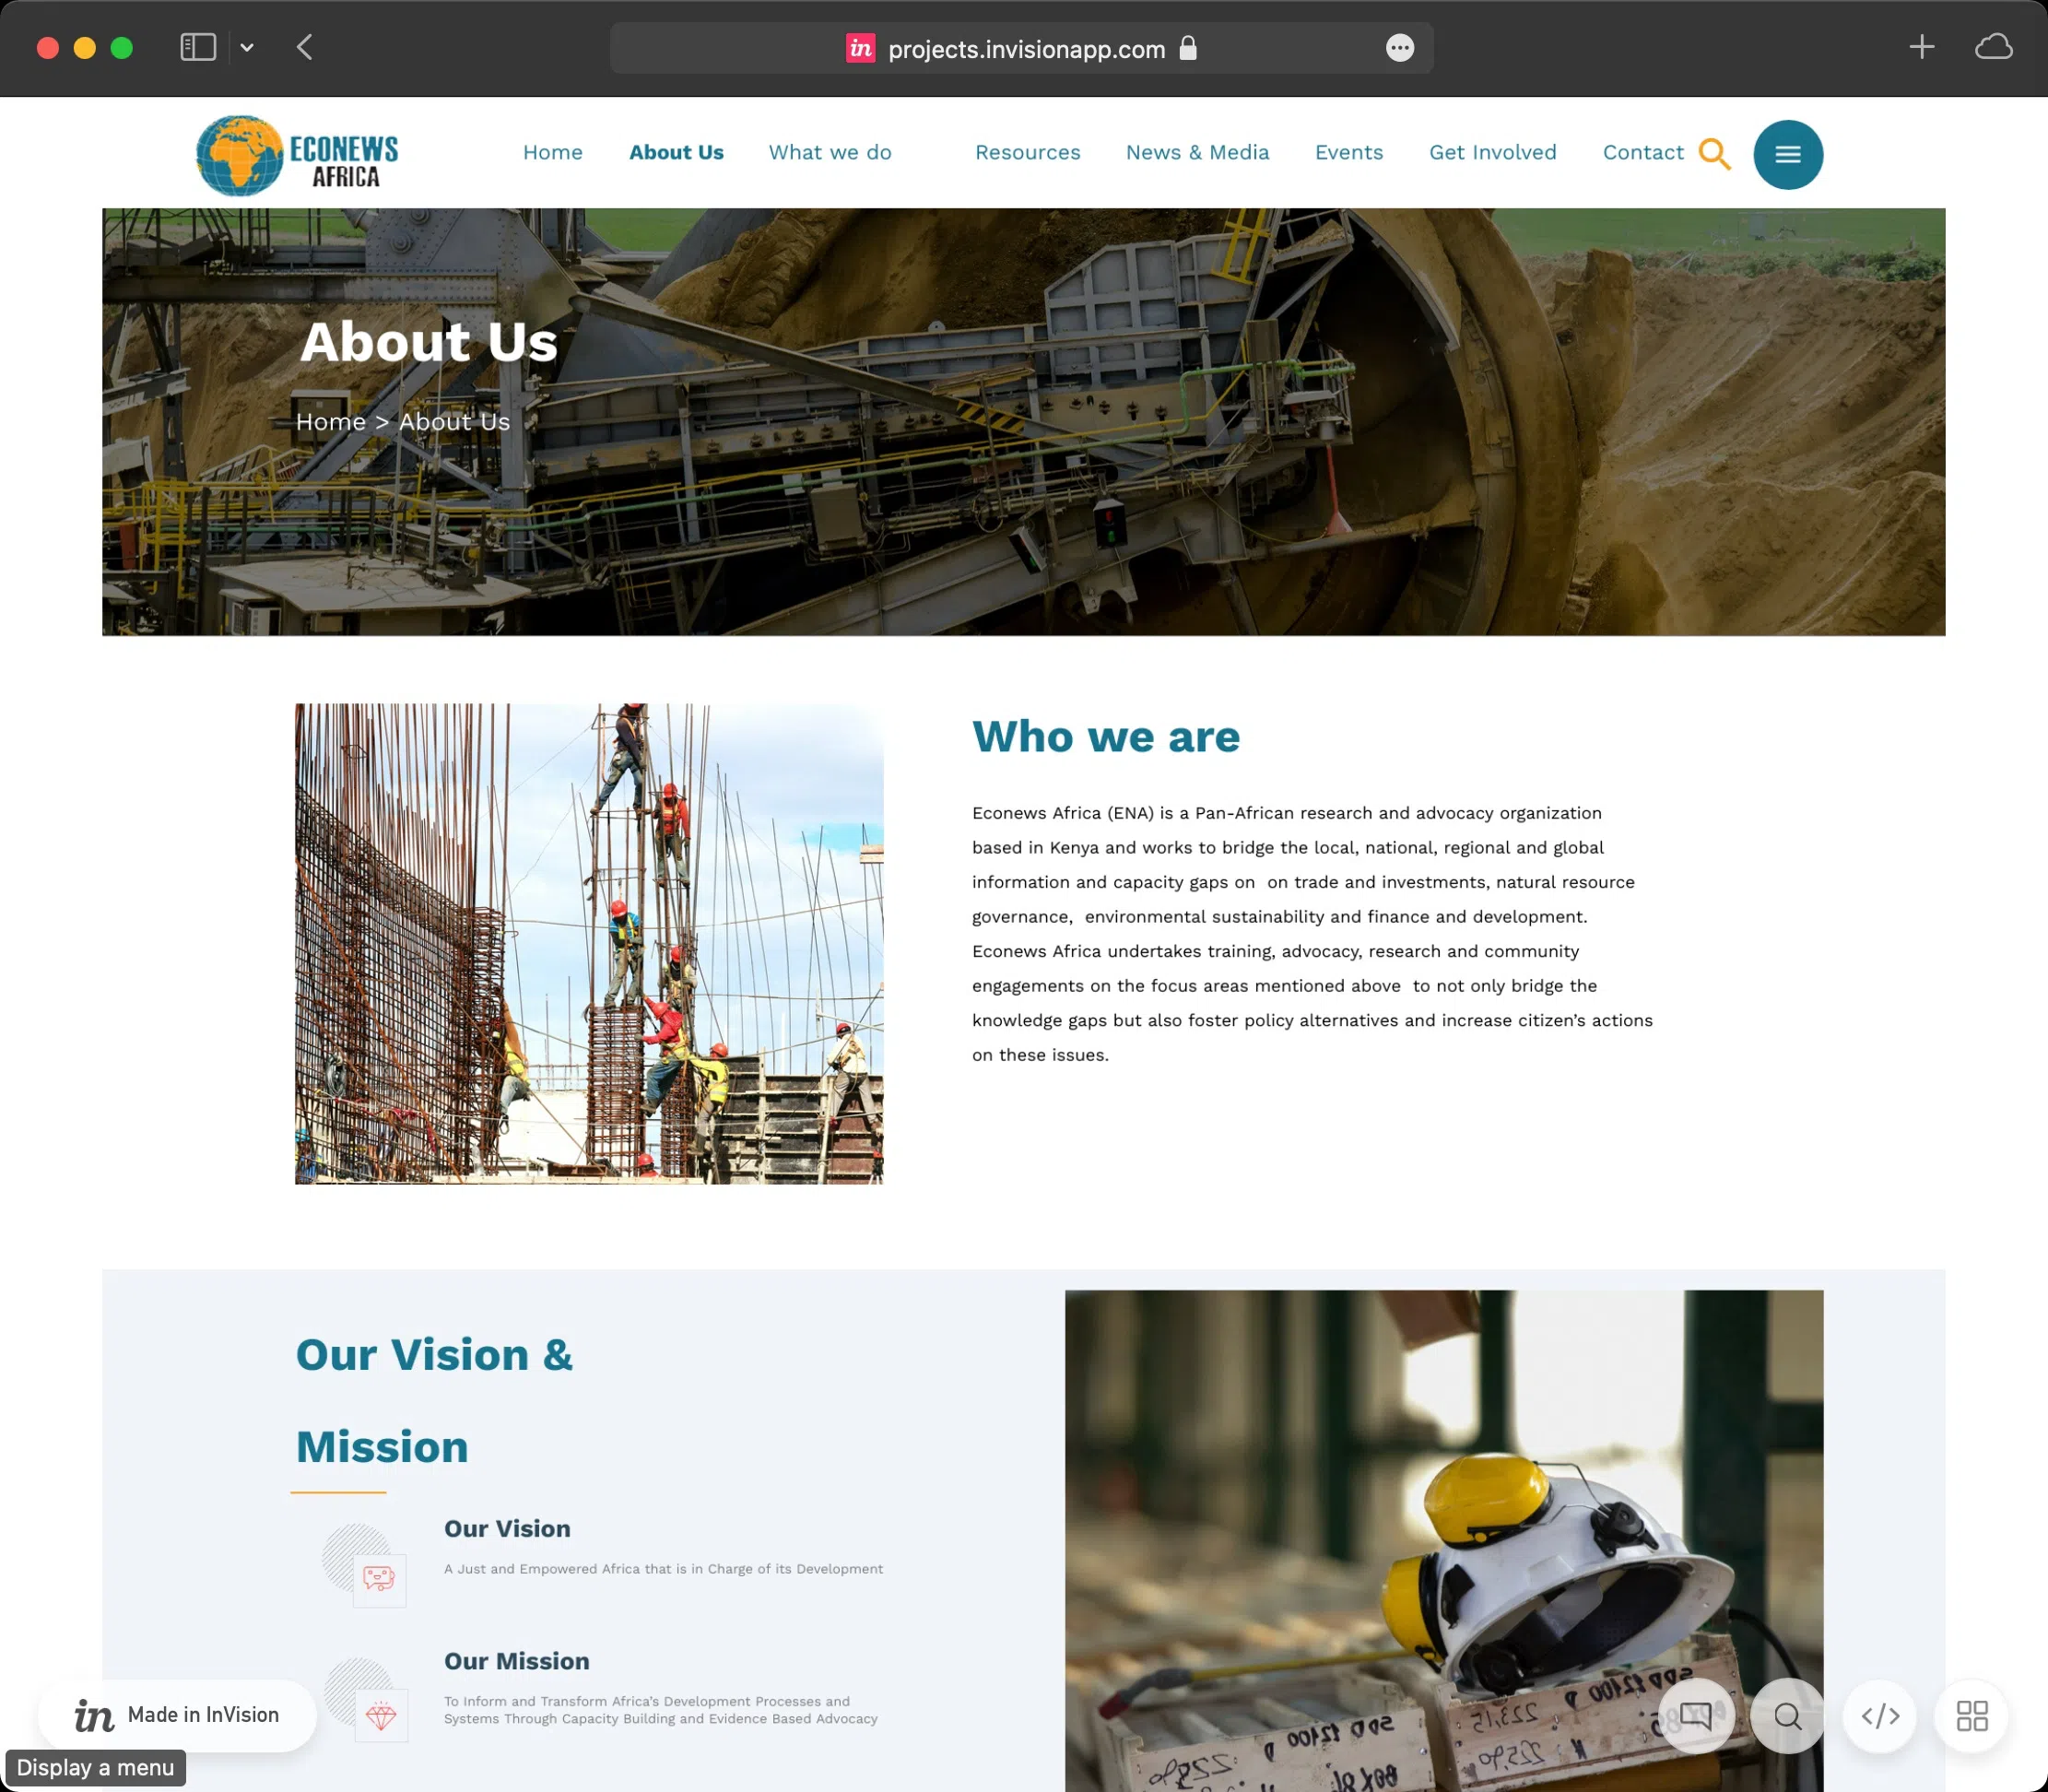 in projects.invisionapp.com
ECONEWS
AFRICA
Home About Us What we do Resources News & Media Events Get Involved Contact
About Us
Home > About Us
Who we are
Econews Africa (ENA) is a Pan-African research and advocacy organization
based in Kenya and works to bridge the local, national, regional and global
information and capacity gaps on on trade and investments, natural resource
governance, environmental sustainability and finance and development.
Econews Africa undertakes training, advocacy, research and community
engagements on the focus areas mentioned above to not only bridge the
knowledge gaps but also foster policy alternatives and increase citizen’s actions
on these issues.
Our Vision &
Mission
Our Vision
A Just and Empowered Africa that is in Charge of its Development
Our Mission
To Inform and Transform Africa's Development Processes and
Systems Through Capacity Building and Evidence Based Advocacy
in Made in InVision
Display a menu